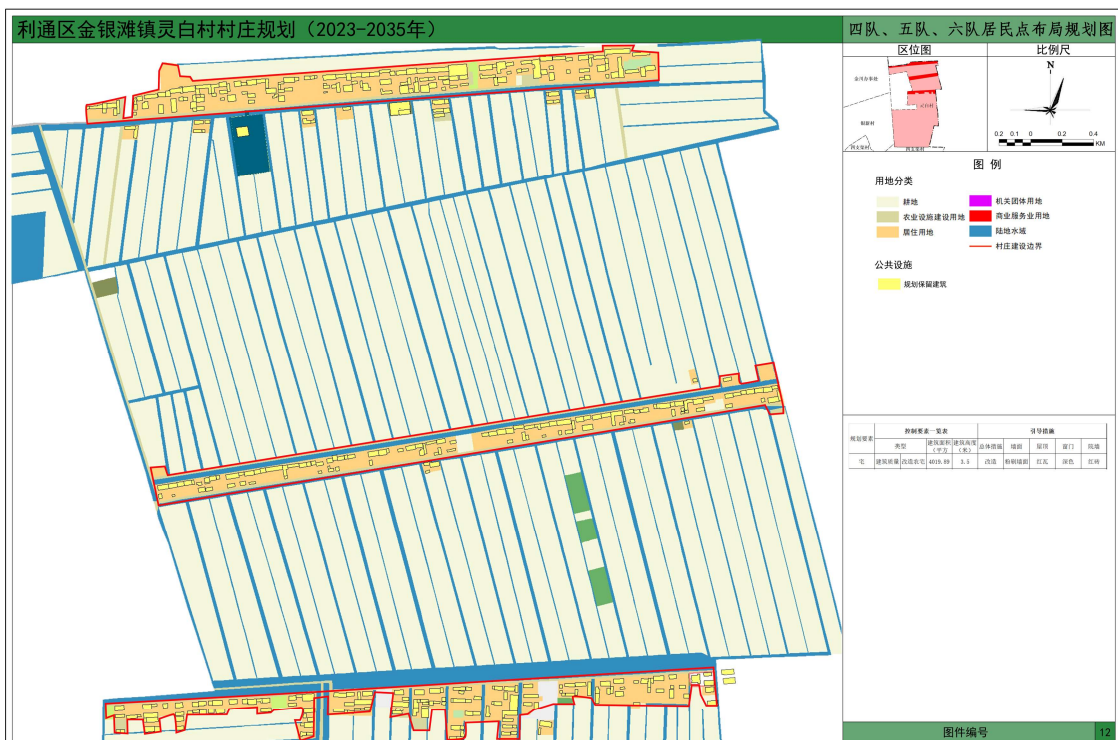 利通区金银滩镇灵白村村庄规划（2023-2035年）
四队、五队、六队居民点布局规划图
区位图
比例尺
N
0.2 0.1 0 0.2 0.4
KM
图 例
用地分类
耕地
机关团体用地
农业设施建设用地
商业服务业用地
居住用地
陆地水域
村庄建设边界
公共设施
规划保留建筑
规划要素
控制要素一览表
引导措施
类型
建筑面积（平方
建筑高度（米）
总体措施
墙面
屋顶
窗门
院墙
宅
建筑质量
改造农宅
4019.89
3.5
改造
粉刷墙面
红瓦
深色
红砖
图件编号
12